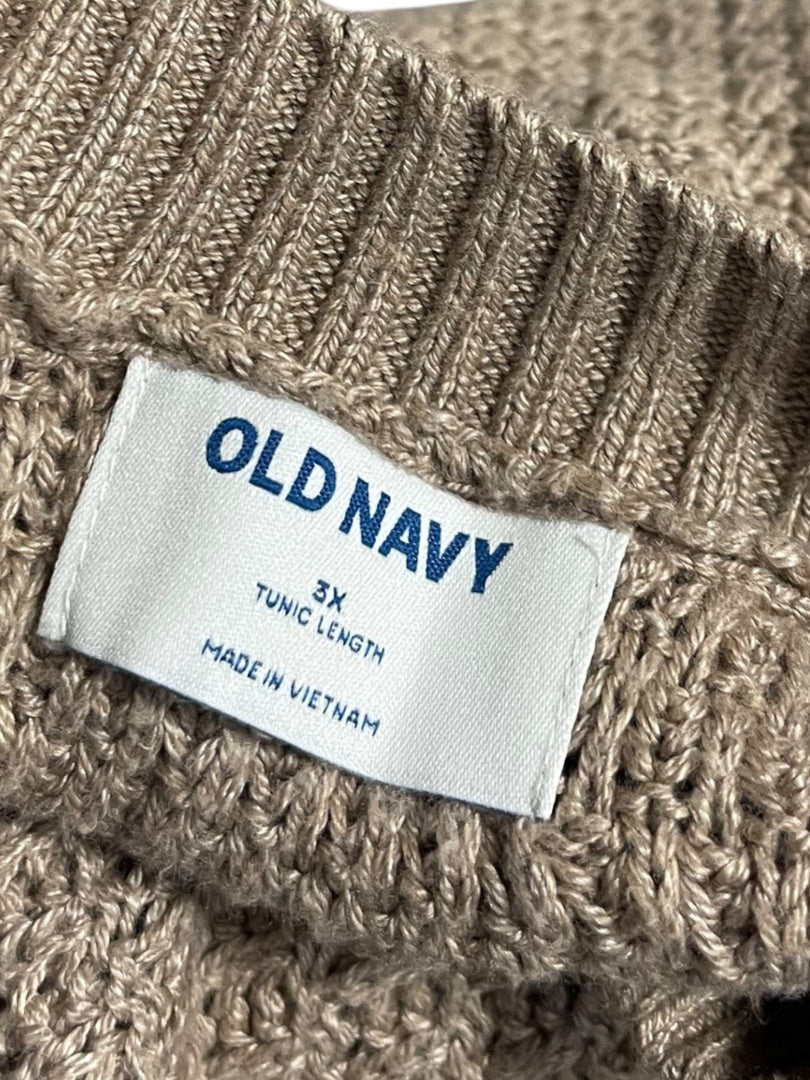 OLD NAVY
3X
TUNIC LENGTH
MADE IN VIETNAM